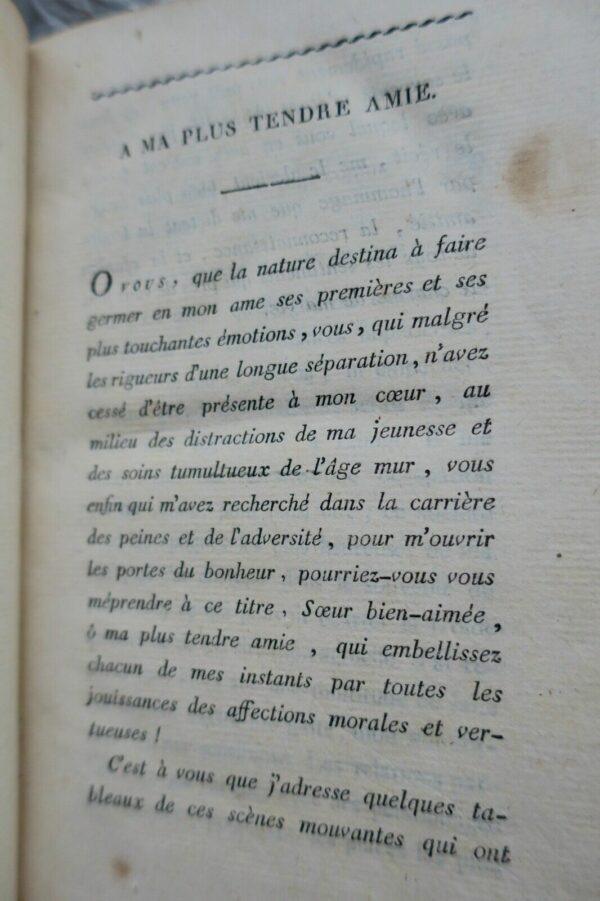 A MA PLUS TENDRE AMIE.
O vous, que la nature destina à faire
germer en mon ame ses premières et ses
plus touchantes émotions, vous, qui malgré
les rigueurs d'une longue séparation, n'avez
cessé d'être présente à mon cœur, au
milieu des distractions de ma jeunesse et
des soins tumultueux de l'âge mur, vous
enfin qui m'avez recherché dans la carrière
des peines et de l'adversité, pour m'ouvrir
les portes du bonheur, pourriez-vous vous
méprendre à ce titre, Sœur bien-aimée,
ô ma plus tendre amie, qui embellissez
chacun de mes instants par toutes les
jouissances des affections morales et ver-
tueuses !
C'est à vous que j'adresse quelques ta-
bleaux de ces scènes mouvantes qui ont